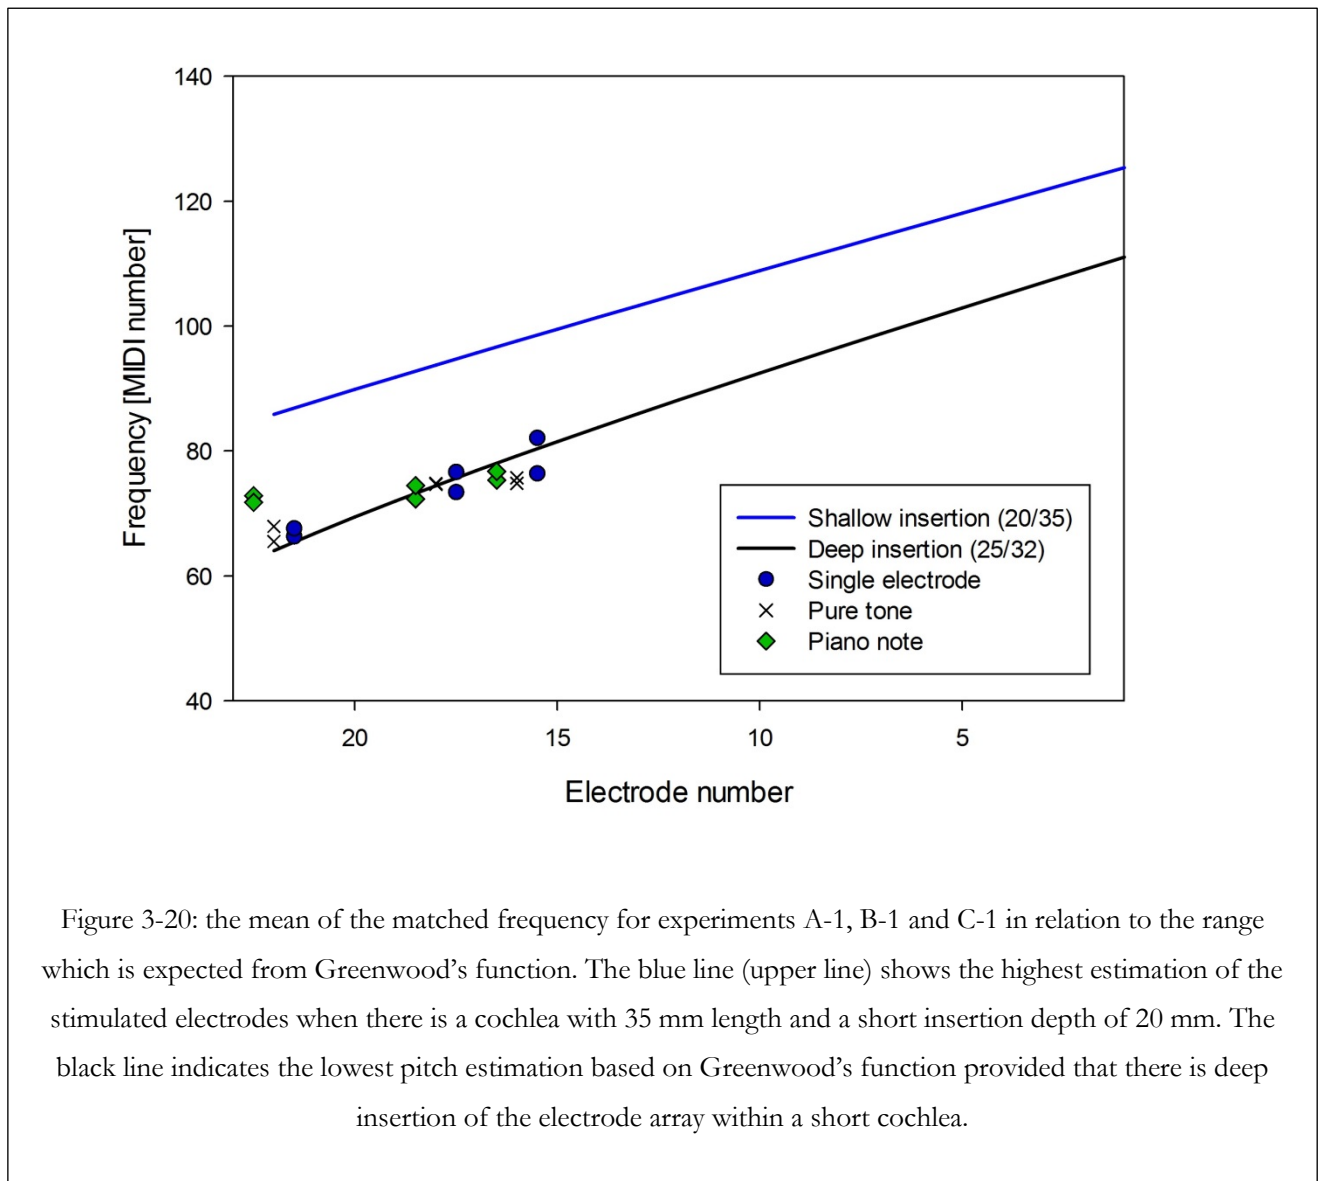 140
120
100
80
60
40
Frequency [MIDI number]
20 15 10 5
Electrode number
Shallow insertion (20/35)
Deep insertion (25/32)
Single electrode
Pure tone
Piano note
Figure 3-20: the mean of the matched frequency for experiments A-1, B-1 and C-1 in relation to the range
which is expected from Greenwood’s function. The blue line (upper line) shows the highest estimation of the
stimulated electrodes when there is a cochlea with 35 mm length and a short insertion depth of 20 mm. The
black line indicates the lowest pitch estimation based on Greenwood’s function provided that there is deep
insertion of the electrode array within a short cochlea.